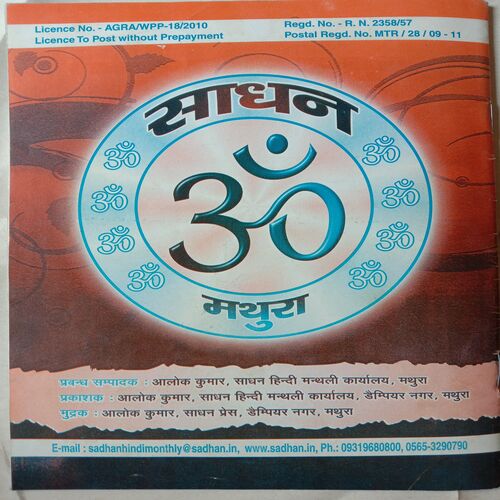 Licence No. - AGRA/WPP-18/2010
Licence To Post without Prepayment
Regd. No. - R. N. 2358/57
Postal Regd. No. MTR / 28 / 09 - 11
साधन
ॐ
ॐ ॐ
ॐ ॐ
ॐ ॐ
ॐ ॐ
मथुरा
प्रबन्ध सम्पादक : आलोक कुमार, साधन हिन्दी मन्थली कार्यालय, मथुरा
प्रकाशक : आलोक कुमार, साधन हिन्दी मन्थली कार्यालय, डैम्पियर नगर, मथुरा
मुद्रक : आलोक कुमार, साधन प्रेस, डैम्पियर नगर, मथुरा
E-mail : sadhanhindimonthly@sadhan.in, www.sadhan.in, Ph.: 09319680800, 0565-3290790